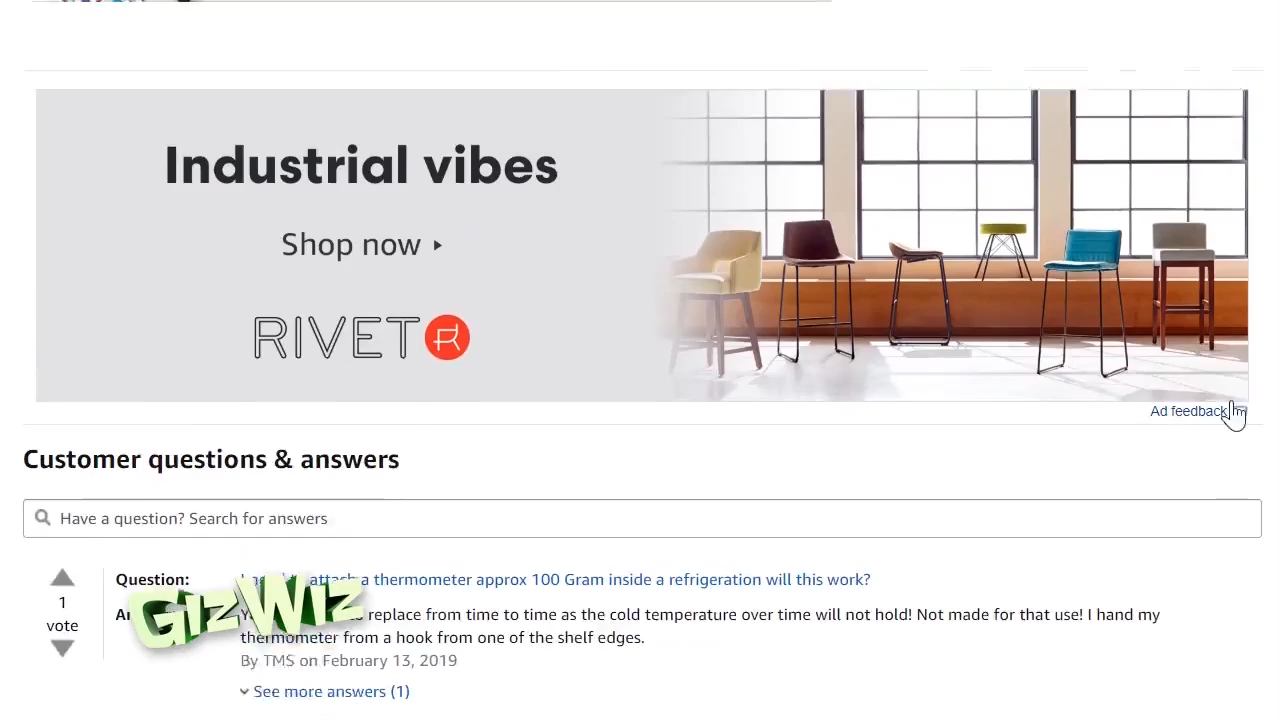 Industrial vibes
Shop now
RIVET
Ad feedback
Customer questions & answers
Have a question? Search for answers
Question: attach a thermometer approx 100 Gram inside a refrigeration will this work?
1
vote
replace from time to time as the cold temperature over time will not hold! Not made for that use! I hand my
thermometer from a hook from one of the shelf edges.
By TMS on February 13, 2019
See more answers (1)
GizWiz